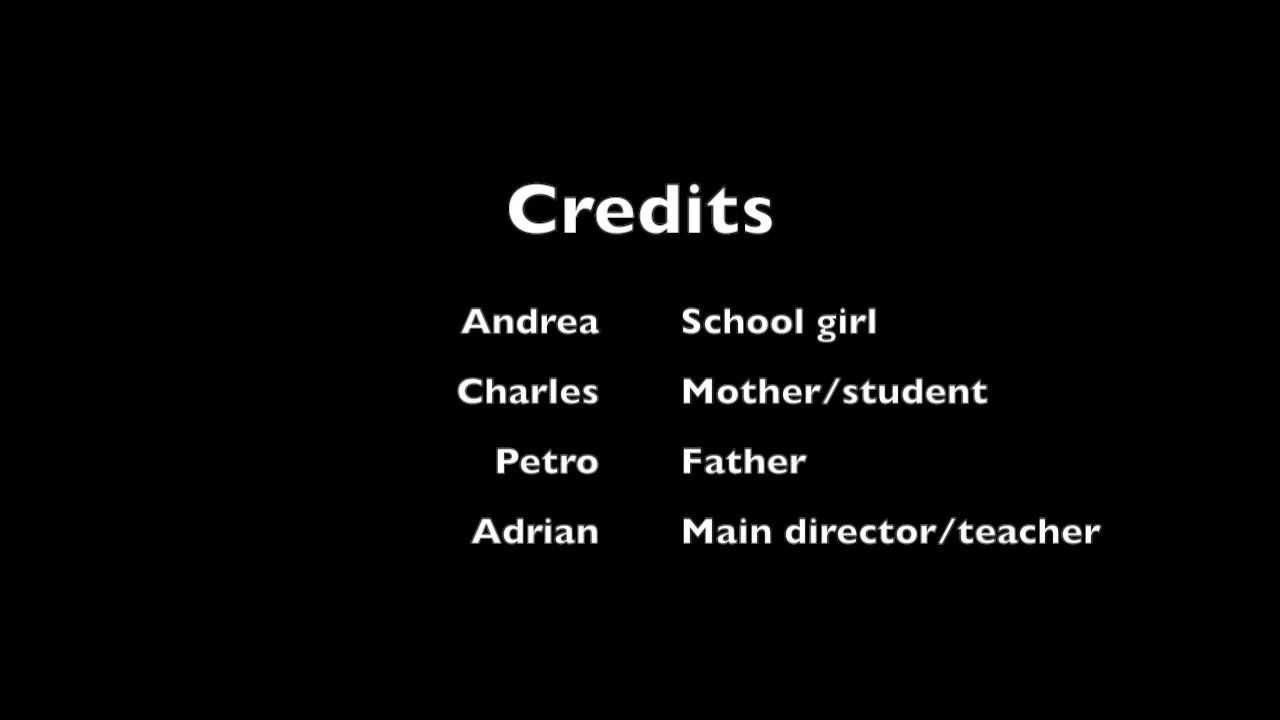 Credits
Andrea School girl
Charles Mother/student
Petro Father
Adrian Main director/teacher